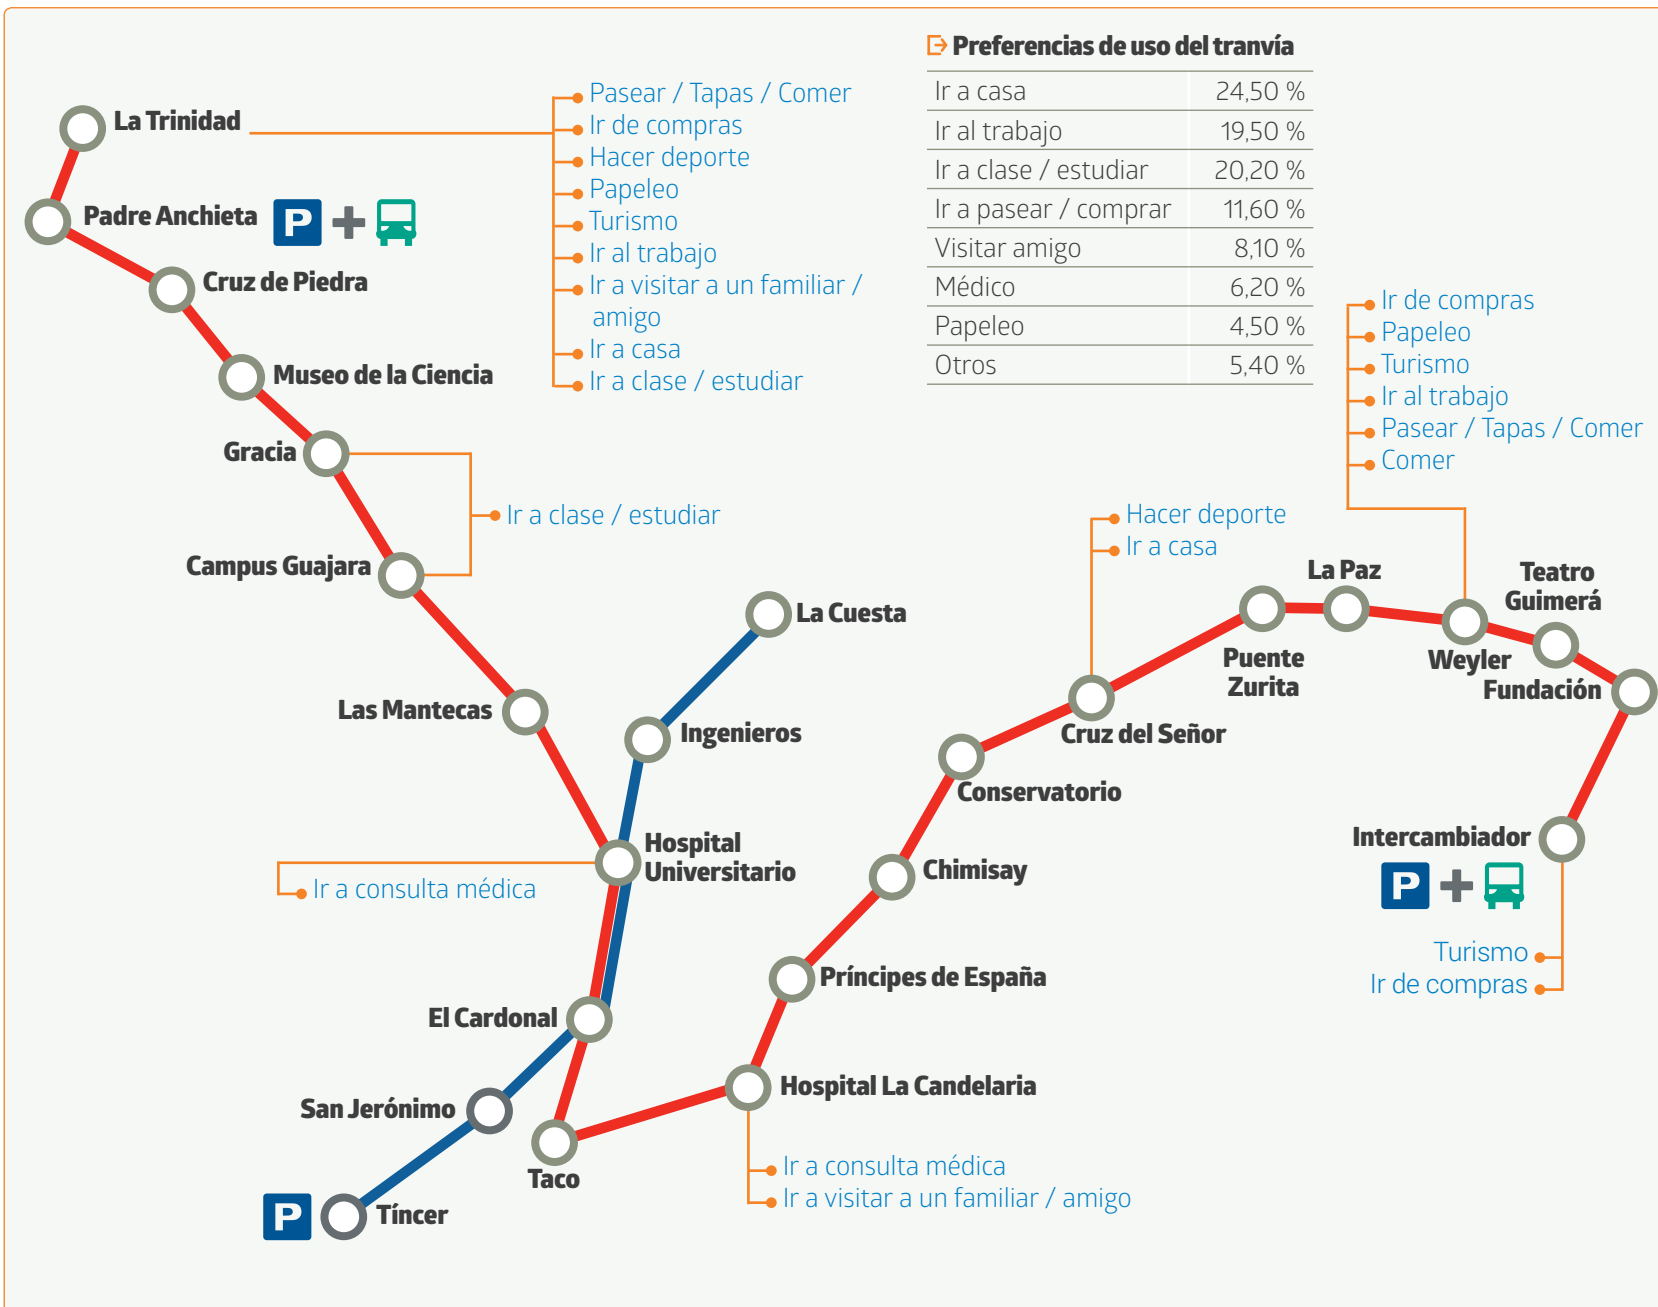 Preferencias de uso del tranvía
Ir a casa 24,50 %
Ir al trabajo 19,50 %
Ir a clase / estudiar 20,20 %
Ir a pasear / comprar 11,60 %
Visitar amigo 8,10 %
Médico 6,20 %
Papeleo 4,50 %
Otros 5,40 %
La Trinidad
Pasear / Tapas / Comer
Ir de compras
Hacer deporte
Papeleo
Turismo
Ir al trabajo
Ir a visitar a un familiar /
amigo
Ir a casa
Ir a clase / estudiar
Padre Anchieta
P
Cruz de Piedra
Museo de la Ciencia
Gracia
Ir a clase / estudiar
Campus Guajara
Las Mantecas
La Cuesta
Ingenieros
Hospital
Universitario
Ir a consulta médica
El Cardonal
San Jerónimo
P
Tíncer
Taco
Hospital La Candelaria
Ir a consulta médica
Ir a visitar a un familiar / amigo
Príncipes de España
Chimisay
Conservatorio
Cruz del Señor
Hacer deporte
Ir a casa
Puente
Zurita
La Paz
Weyler
Ir de compras
Papeleo
Turismo
Ir al trabajo
Pasear / Tapas / Comer
Comer
Teatro
Guimerá
Fundación
Intercambiador
P
Turismo
Ir de compras